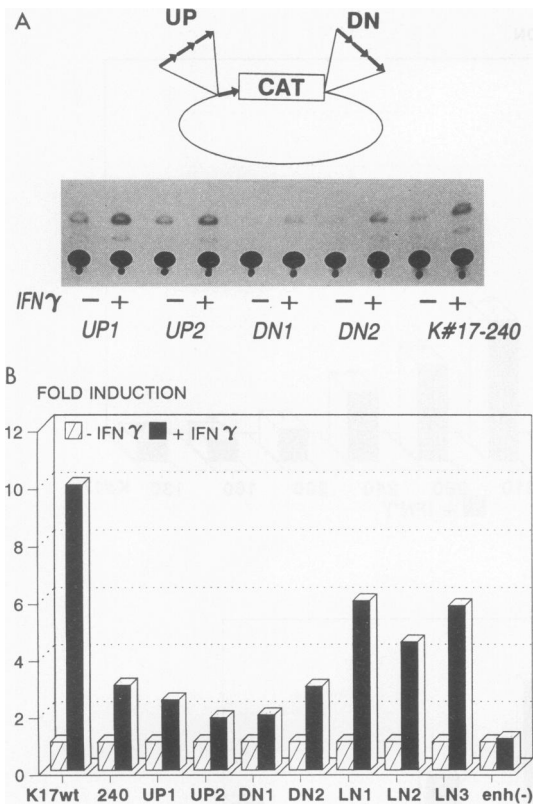 A
UP
DN
CAT
IFNγ
− + − + − + − + − +
UP1 UP2 DN1 DN2 K#17-240
B
FOLD INDUCTION
- IFN γ + IFN γ
12
10
8
6
4
2
0
K17wt 240 UP1 UP2 DN1 DN2 LN1 LN2 LN3 enh(-)